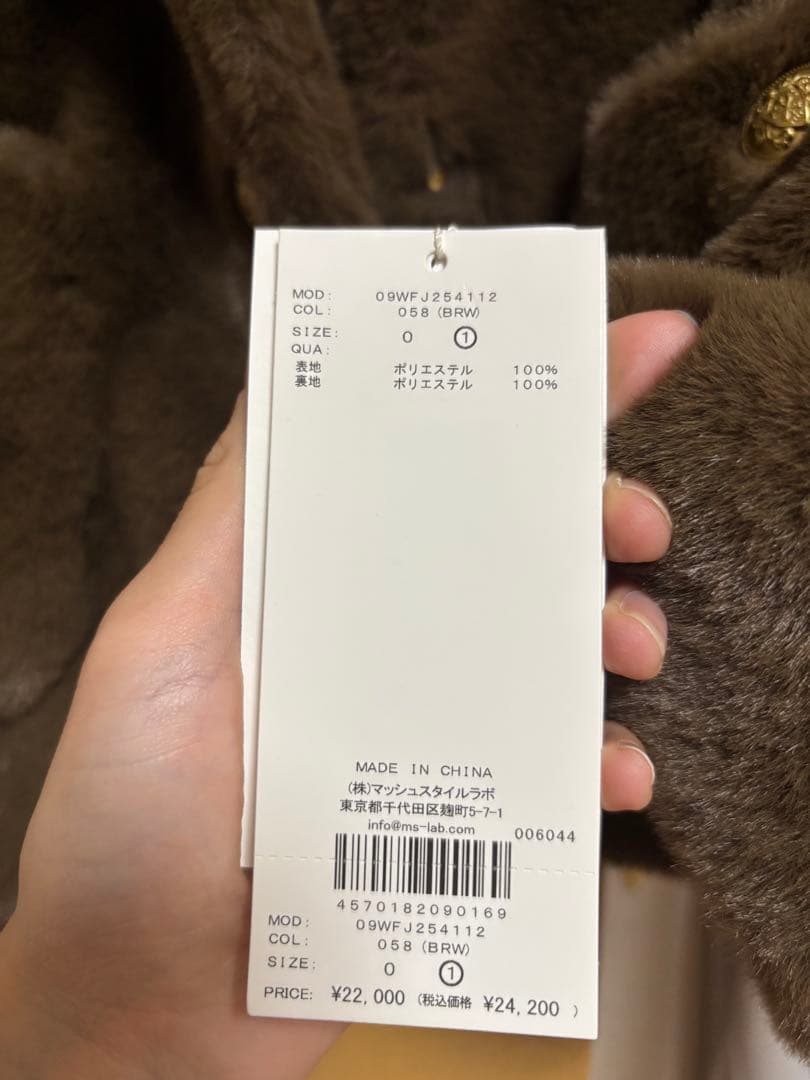 MOD: 09WFJ254112
COL: 058 (BRW)
SIZE: 0 ①
QUA:
表地 ポリエステル 100%
裏地 ポリエステル 100%
MADE IN CHINA
(株)マッシュスタイルラボ
東京都千代田区麹町5-7-1
info@ms-lab.com 006044
4570182090169
MOD: 09WFJ254112
COL: 058 (BRW)
SIZE: 0 ①
PRICE: ¥22,000 (税込価格 ¥24,200 )